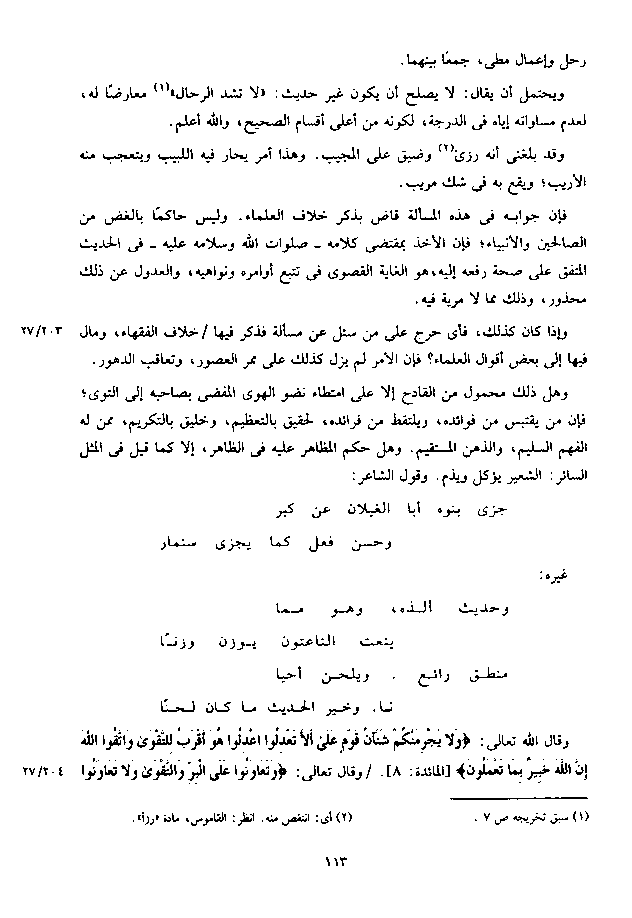 رحل وإعمال مطى، جمعًا بينهما.
ويحتمل أن يقال: لا يصلح أن يكون غير حديث: «لا تشد الرحال»(١) معارضًا له،
لعدم مساواته إياه فى الدرجة، لكونه من أعلى أقسام الصحيح، والله أعلم.
وقد بلغنى أنه رزئ(٢) وضيق على المجيب. وهذا أمر يحار فيه اللبيب ويتعجب منه
الأريب؛ ويقع به فى شك مريب.
فإن جوابه فى هذه المسألة قاض بذكر خلاف العلماء. وليس حاكمًا بالغض من
الصالحين والأنبياء؛ فإن الأخذ بمقتضى كلامه ـ صلوات الله وسلامه عليه ـ فى الحديث
المتفق على صحة رفعه إليه، هو الغاية القصوى فى تتبع أوامره ونواهيه، والعدول عن ذلك
محذور، وذلك مما لا مرية فيه.
وإذا كان كذلك، فأى حرج على من سئل عن مسألة فذكر فيها / خلاف الفقهاء، ومال ٢٧/٢٠٣
فيها إلى بعض أقوال العلماء؟ فإن الأمر لم يزل كذلك على ممر العصور، وتعاقب الدهور.
وهل ذلك محمول من القادح إلا على امتطاء نضو الهوى المفضى بصاحبه إلى التوى؛
فإن من يقتبس من فوائده، ويلتقط من فرائده، لحقيق بالتعظيم، وخليق بالتكريم، ممن له
الفهم السليم، والذهن المستقيم. وهل حكم المظاهر عليه فى الظاهر، إلا كما قيل فى المثل
السائر: الشعير يؤكل ويذم. وقول الشاعر:
جزى بنوه أبا الغيلان عن كبر
وحسن فعل كما يجزى سنمار
غيره:
وحديث ألذه، وهو مما
ينعت الناعتون يوزن وزنًا
منطق رائع . ويلحن أحيا
نا. وخير الحديث ما كان لحنًا
وقال الله تعالى: ﴿وَلَا يَجْرِمَنَّكُمْ شَنَآنُ قَوْمٍ عَلَىٰ أَلَّا تَعْدِلُوا اعْدِلُوا هُوَ أَقْرَبُ لِلتَّقْوَىٰ وَاتَّقُوا اللَّهَ
إِنَّ اللَّهَ خَبِيرٌ بِمَا تَعْمَلُونَ﴾ [المائدة: ٨]. / وقال تعالى: ﴿وَتَعَاوَنُوا عَلَى الْبِرِّ وَالتَّقْوَىٰ وَلَا تَعَاوَنُوا ٢٧/٢٠٤
(١) سبق تخريجه ص ٧ . (٢) أى: انتقص منه. انظر: القاموس، مادة «رزأ».
١١٣